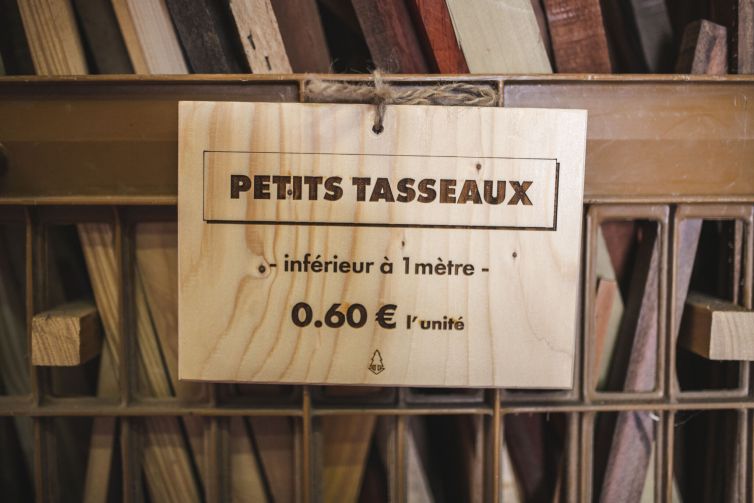 PETITS TASSEAUX
- inférieur à 1 mètre -
0.60 € l'unité